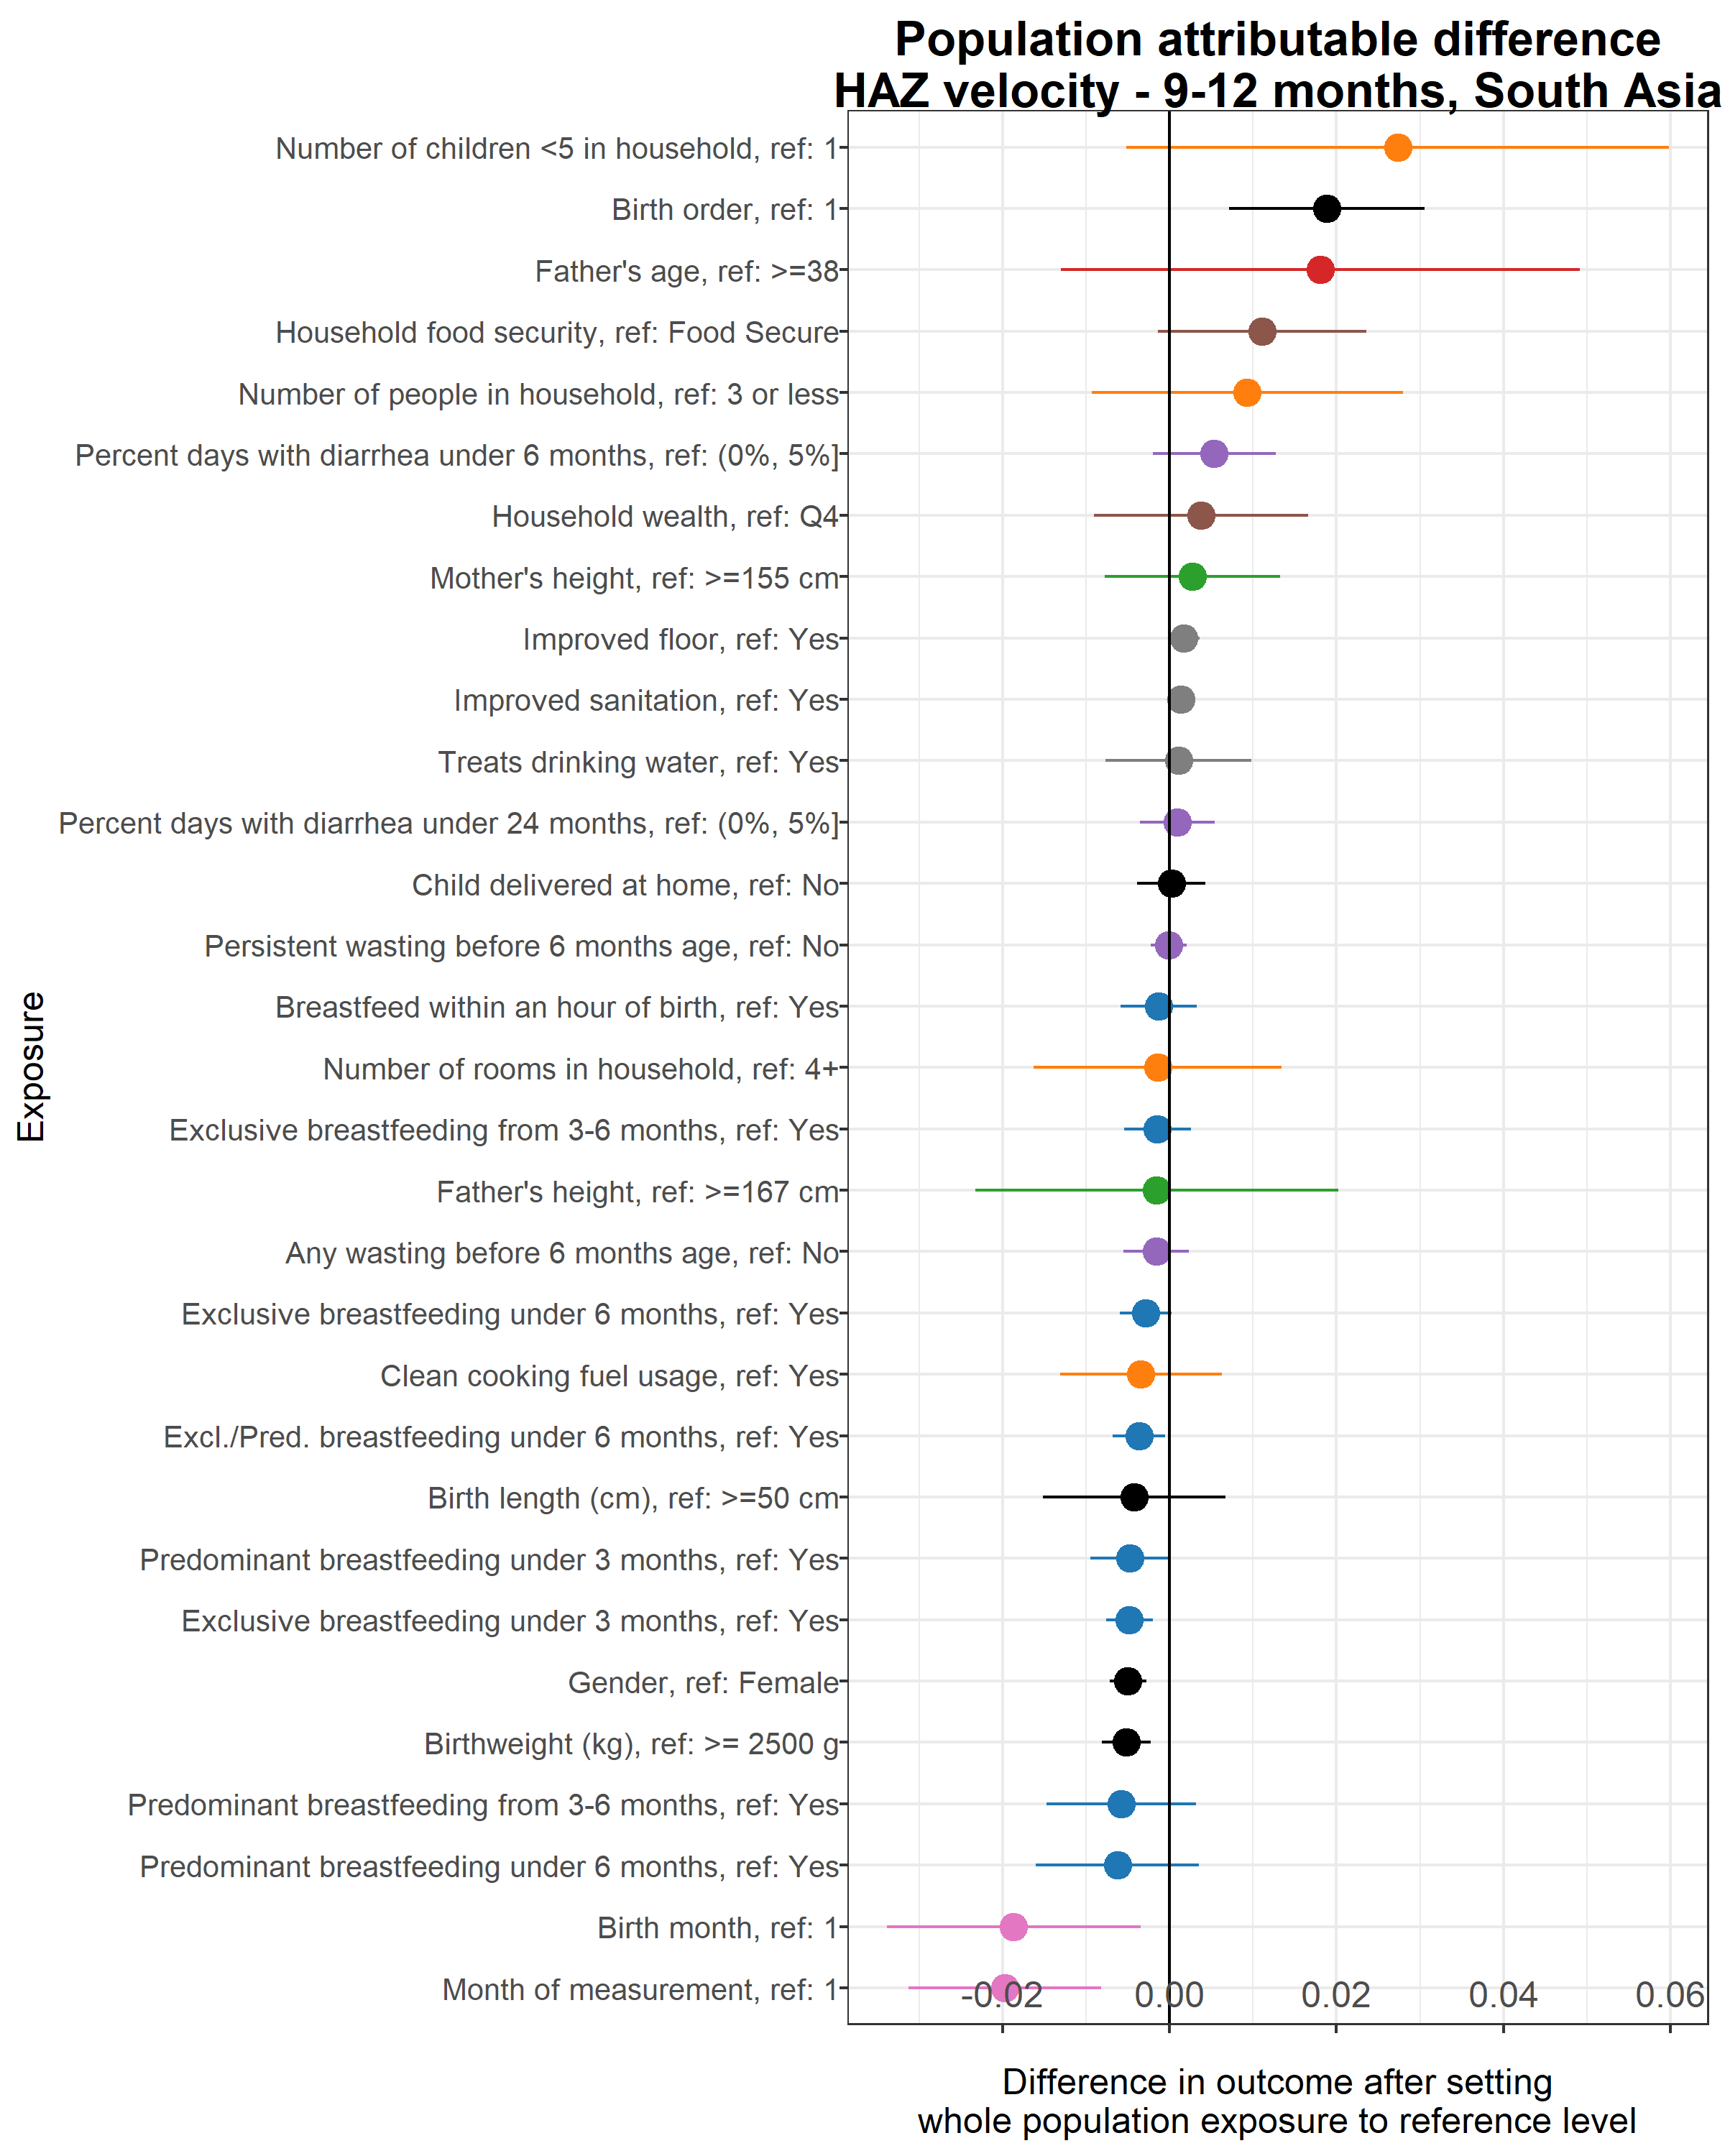 Population attributable difference
HAZ velocity - 9-12 months, South Asia
Number of children <5 in household, ref: 1
Birth order, ref: 1
Father's age, ref: >=38
Household food security, ref: Food Secure
Number of people in household, ref: 3 or less
Percent days with diarrhea under 6 months, ref: (0%, 5%]
Household wealth, ref: Q4
Mother's height, ref: >=155 cm
Improved floor, ref: Yes
Improved sanitation, ref: Yes
Treats drinking water, ref: Yes
Percent days with diarrhea under 24 months, ref: (0%, 5%]
Child delivered at home, ref: No
Persistent wasting before 6 months age, ref: No
Breastfeed within an hour of birth, ref: Yes
Number of rooms in household, ref: 4+
Exclusive breastfeeding from 3-6 months, ref: Yes
Father's height, ref: >=167 cm
Any wasting before 6 months age, ref: No
Exclusive breastfeeding under 6 months, ref: Yes
Clean cooking fuel usage, ref: Yes
Excl./Pred. breastfeeding under 6 months, ref: Yes
Birth length (cm), ref: >=50 cm
Predominant breastfeeding under 3 months, ref: Yes
Exclusive breastfeeding under 3 months, ref: Yes
Gender, ref: Female
Birthweight (kg), ref: >= 2500 g
Predominant breastfeeding from 3-6 months, ref: Yes
Predominant breastfeeding under 6 months, ref: Yes
Birth month, ref: 1
Month of measurement, ref: 1
Exposure
-0.02 0.00 0.02 0.04 0.06
Difference in outcome after setting
whole population exposure to reference level